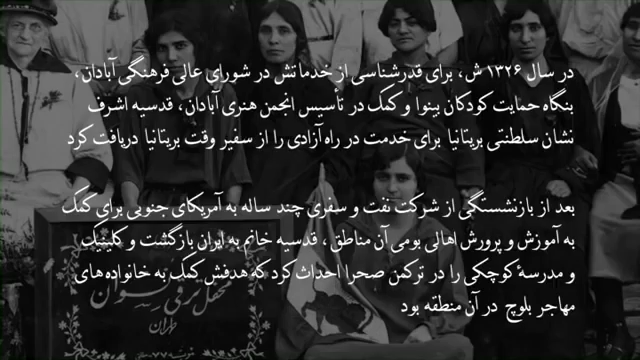 در سال ۱۳۲۶ ش، برای قدرشناسی از خدماتش در شورای عالی فرهنگی آبادان،
بنگاه حمایت کودکان بینوا و کمک در تأسیس انجمن هنری آبادان، قدسیه اشرف
نشان سلطنتی بریتانیا برای خدمت در راه آزادی را از سفیر وقت بریتانیا دریافت کرد
بعد از بازنشستگی از شرکت نفت و سفری چند ساله به آمریکای جنوبی برای کمک
به آموزش و پرورش اهالی بومی آن مناطق، قدسیه خانم به ایران بازگشت و کلینیک
و مدرسهٔ کوچکی را در ترکمن صحرا احداث کرد که هدفش کمک به خانواده‌های
مهاجر بلوچ در آن منطقه بود
محفل ترقی نسوان
طهران